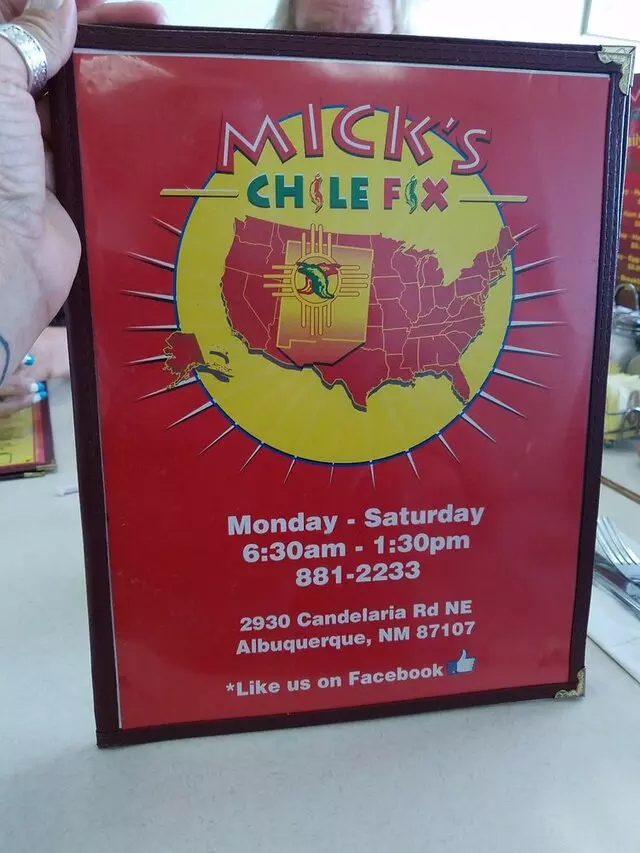 MICK'S
CHILE FIX
Monday - Saturday
6:30am - 1:30pm
881-2233
2930 Candelaria Rd NE
Albuquerque, NM 87107
*Like us on Facebook